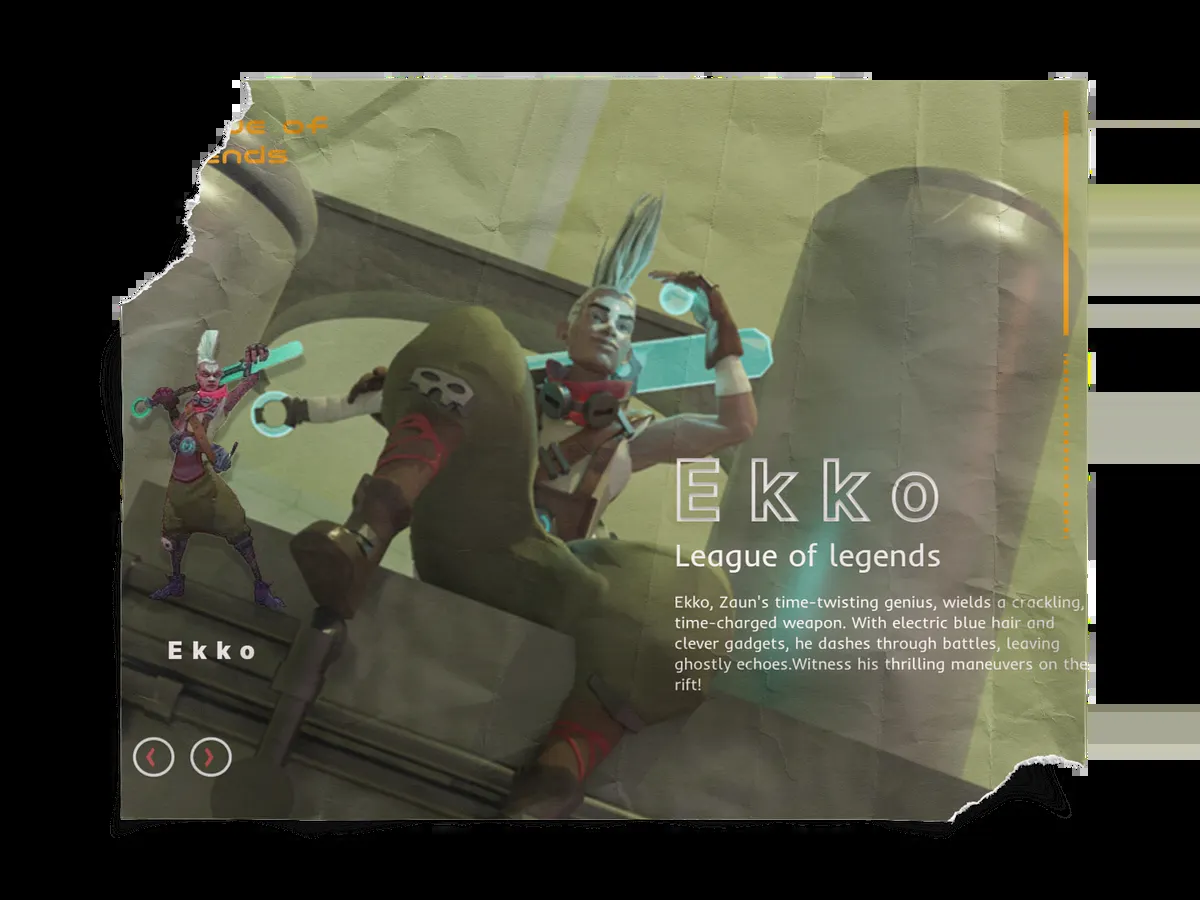 of
Ekko
League of legends
Ekko, Zaun's time-twisting genius, wields a crackling,
time-charged weapon. With electric blue hair and
clever gadgets, he dashes through battles, leaving
ghostly echoes.Witness his thrilling maneuvers on the
rift!
Ekko